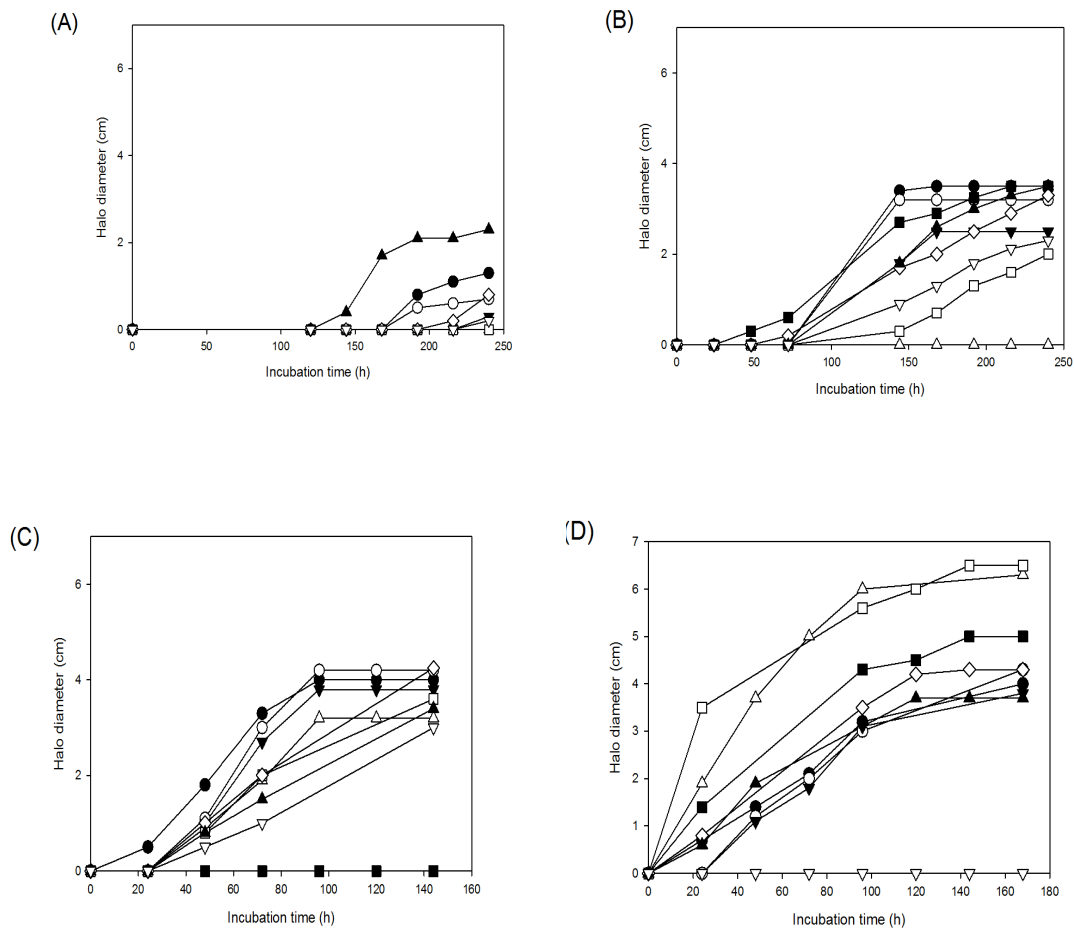 (A)
6
4
2
0
Halo diameter (cm)
0 50 100 150 200 250
Incubation time (h)
(B)
6
4
2
0
Halo diameter (cm)
0 50 100 150 200 250
Incubation time (h)
(C)
6
4
2
0
Halo diameter (cm)
0 20 40 60 80 100 120 140 160
Incubation time (h)
(D)
7
6
5
4
3
2
1
0
Halo diameter (cm)
0 20 40 60 80 100 120 140 160 180
Incubation time (h)